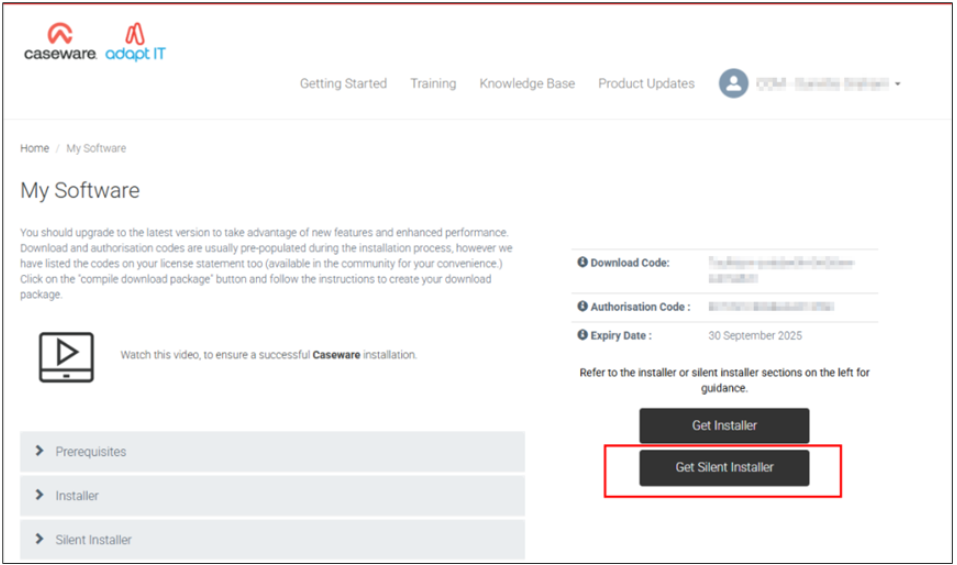 caseware. adapt IT
Getting Started Training Knowledge Base Product Updates
Home / My Software
My Software
You should upgrade to the latest version to take advantage of new features and enhanced performance.
Download and authorisation codes are usually pre-populated during the installation process, however we
have listed the codes on your license statement too (available in the community for your convenience.)
Click on the "compile download package" button and follow the instructions to create your download
package.
Watch this video, to ensure a successful Caseware installation.
Prerequisites
Installer
Silent Installer
Download Code:
Authorisation Code :
Expiry Date : 30 September 2025
Refer to the installer or silent installer sections on the left for
guidance.
Get Installer
Get Silent Installer